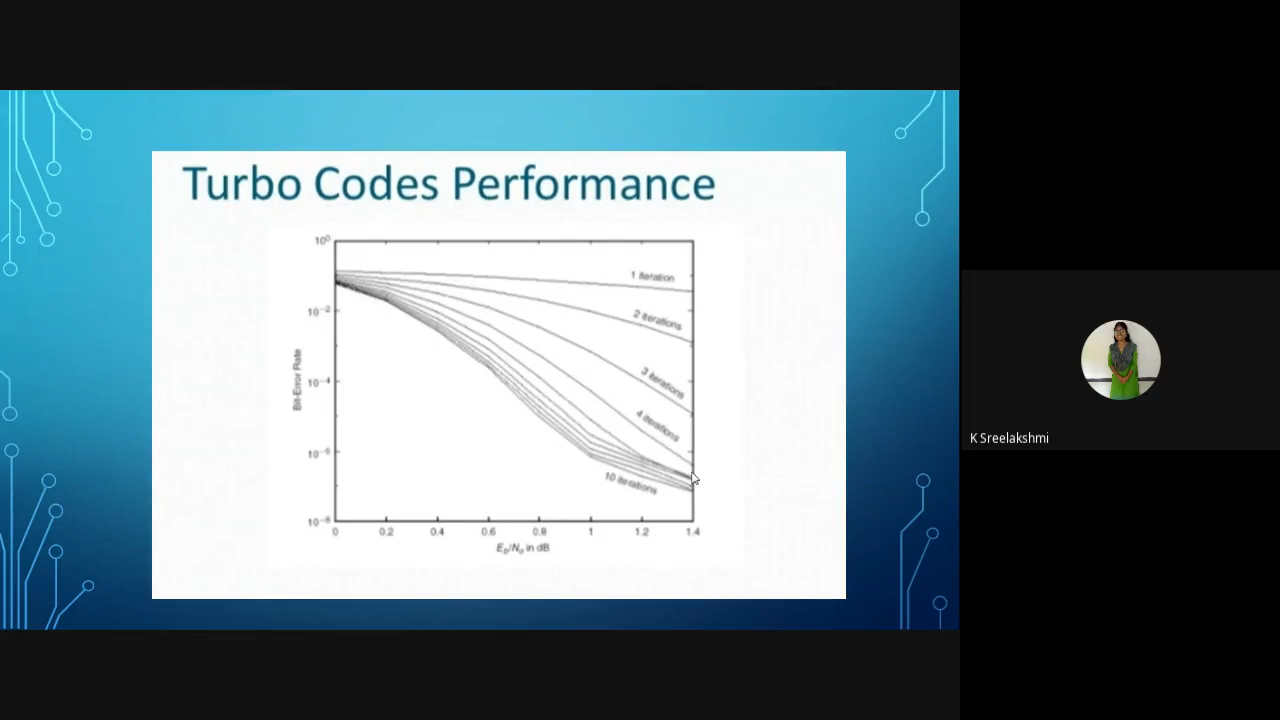 Turbo Codes Performance
10⁰
1 iteration
10⁻²
2 iterations
Bit-Error Rate
3 iterations
10⁻⁴
4 iterations
10⁻⁶
10 iterations
10⁻⁸
0 0.2 0.4 0.6 0.8 1 1.2 1.4
E_b/N_o in dB
K Sreelakshmi